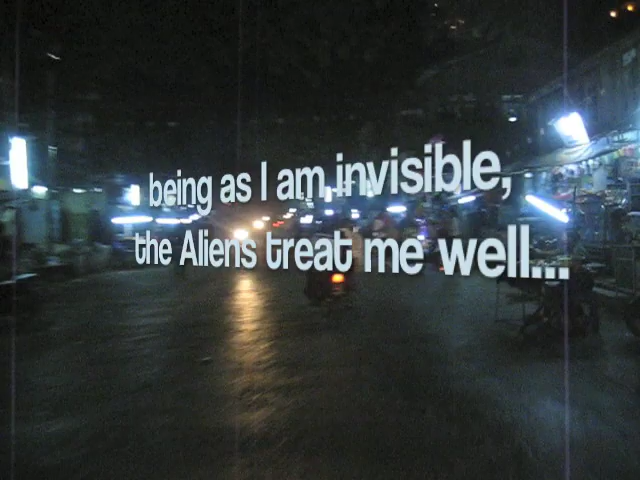 being as I am invisible,
the Aliens treat me well...